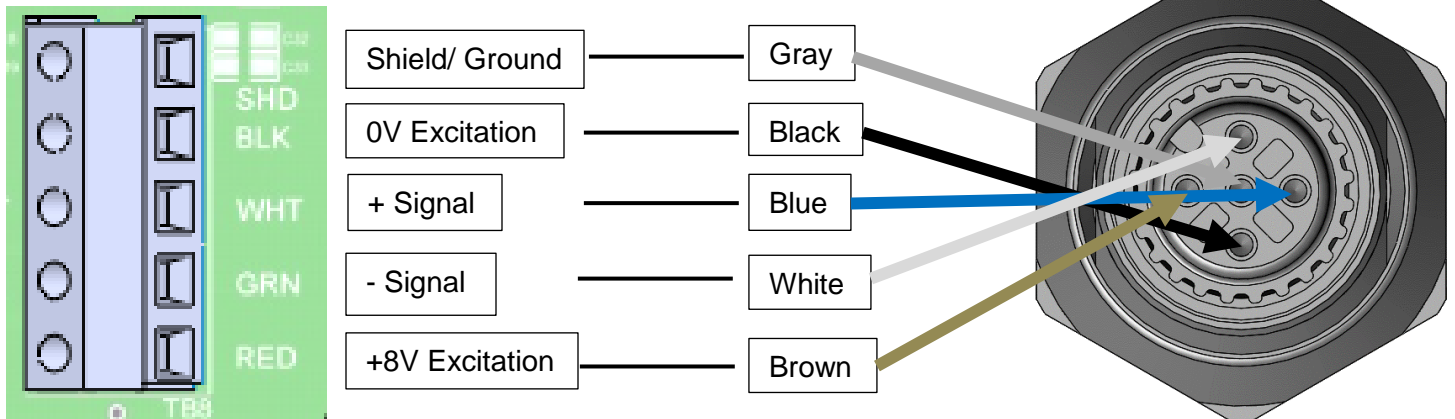 SHD
BLK
WHT
GRN
RED
TB8
Shield/ Ground
Gray
0V Excitation
Black
+ Signal
Blue
- Signal
White
+8V Excitation
Brown